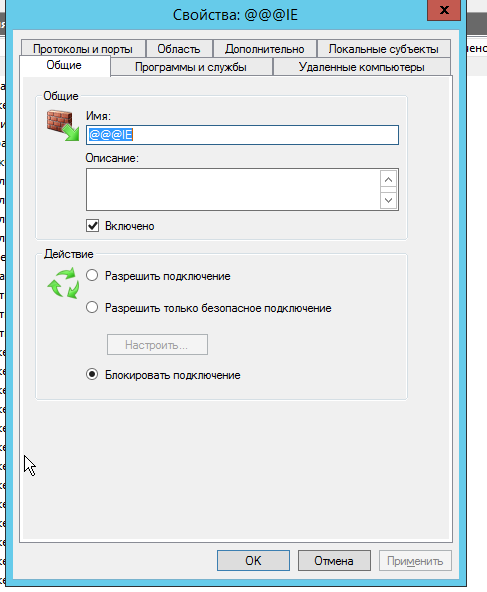 Свойства: @@@IE
x
Протоколы и порты
Область
Дополнительно
Локальные субъекты
Общие
Программы и службы
Удаленные компьютеры
Общие
Имя:
@@@IE
Описание:
Включено
Действие
Разрешить подключение
Разрешить только безопасное подключение
Настроить...
Блокировать подключение
OK
Отмена
Применить